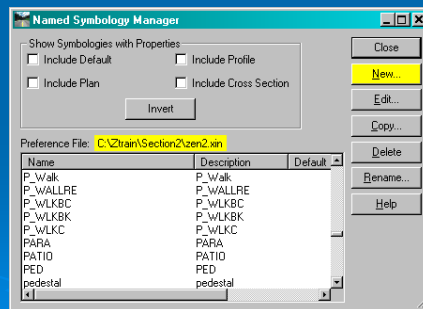 Named Symbology Manager
Show Symbologies with Properties
Include Default
Include Profile
Include Plan
Include Cross Section
Invert
Close
New...
Edit...
Copy...
Delete
Rename...
Help
Preference File: C:\Ztrain\Section2\zen2.xin
Name Description Default
P_Walk P_Walk
P_WALLRE P_WALLRE
P_WLKBC P_WLKBC
P_WLKBK P_WLKBK
P_WLKC P_WLKC
PARA PARA
PATIO PATIO
PED PED
pedestal pedestal